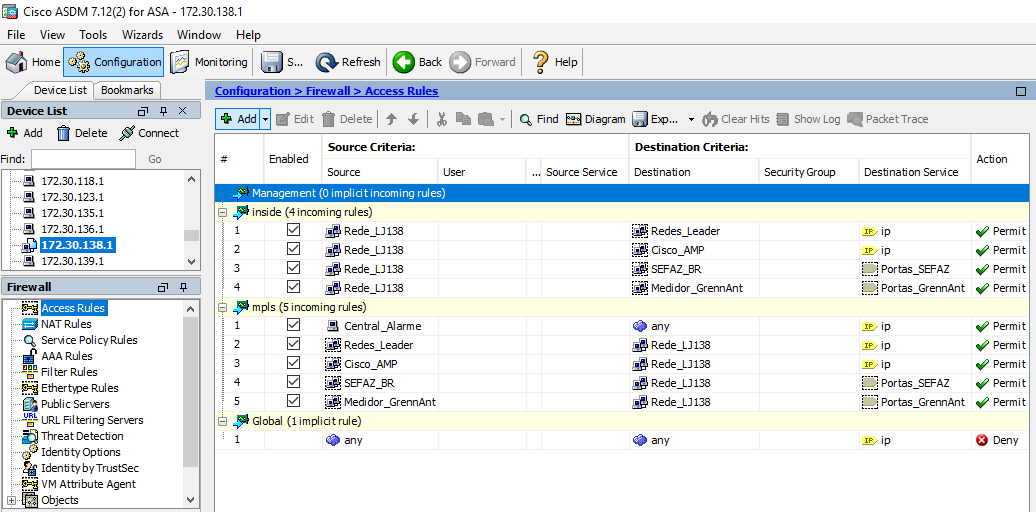 Cisco ASDM 7.12(2) for ASA - 172.30.138.1
File View Tools Wizards Window Help
Home Configuration Monitoring S... Refresh Back Forward Help
Device List Bookmarks
Device List
Add Delete Connect
Find: Go
172.30.118.1
172.30.123.1
172.30.135.1
172.30.136.1
172.30.138.1
172.30.139.1
Firewall
Access Rules
NAT Rules
Service Policy Rules
AAA Rules
Filter Rules
Ethertype Rules
Public Servers
URL URL Filtering Servers
Threat Detection
Identity Options
Identity by TrustSec
VM Attribute Agent
Objects
Configuration > Firewall > Access Rules
Add Edit Delete Find Diagram Exp... Clear Hits Show Log Packet Trace
# Enabled Source Criteria: Destination Criteria: Action
Source User ... Source Service Destination Security Group Destination Service
Management (0 implicit incoming rules)
inside (4 incoming rules)
1 Rede_LJ138 Redes_Leader IP ip Permit
2 Rede_LJ138 Cisco_AMP IP ip Permit
3 Rede_LJ138 SEFAZ_BR Portas_SEFAZ Permit
4 Rede_LJ138 Medidor_GrennAnt Portas_GrennAnt Permit
mpls (5 incoming rules)
1 Central_Alarme any IP ip Permit
2 Redes_Leader Rede_LJ138 IP ip Permit
3 Cisco_AMP Rede_LJ138 IP ip Permit
4 SEFAZ_BR Rede_LJ138 Portas_SEFAZ Permit
5 Medidor_GrennAnt Rede_LJ138 Portas_GrennAnt Permit
Global (1 implicit rule)
1 any any IP ip Deny